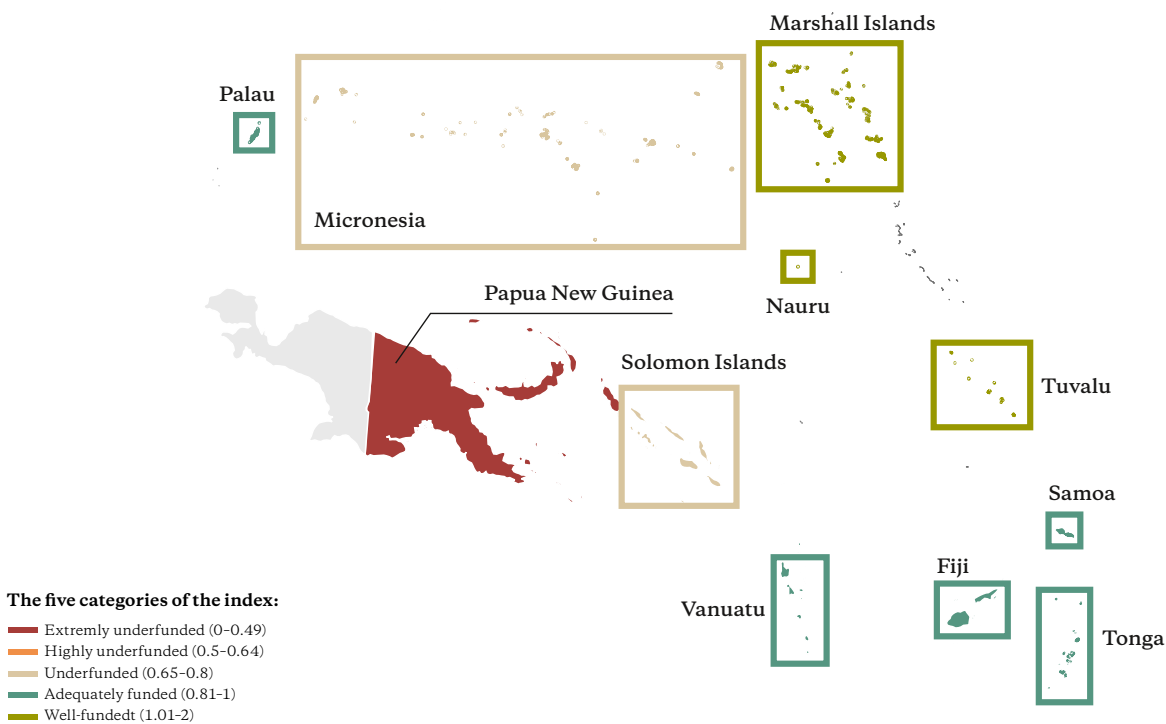 Marshall Islands
Palau
Micronesia
Papua New Guinea
Nauru
Solomon Islands
Tuvalu
Samoa
Fiji
Vanuatu
Tonga
The five categories of the index:
Extremly underfunded (0–0.49)
Highly underfunded (0.5–0.64)
Underfunded (0.65–0.8)
Adequately funded (0.81–1)
Well-fundedt (1.01–2)